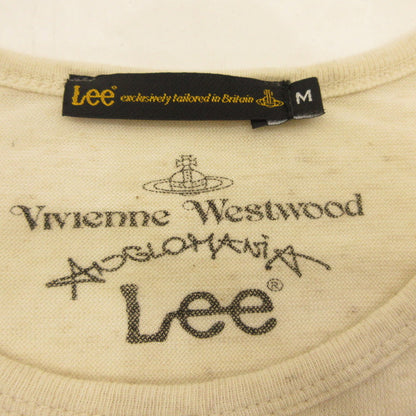 Lee® exclusively tailored in Britain M
Vivienne Westwood
ANGLOMANIA
Lee®